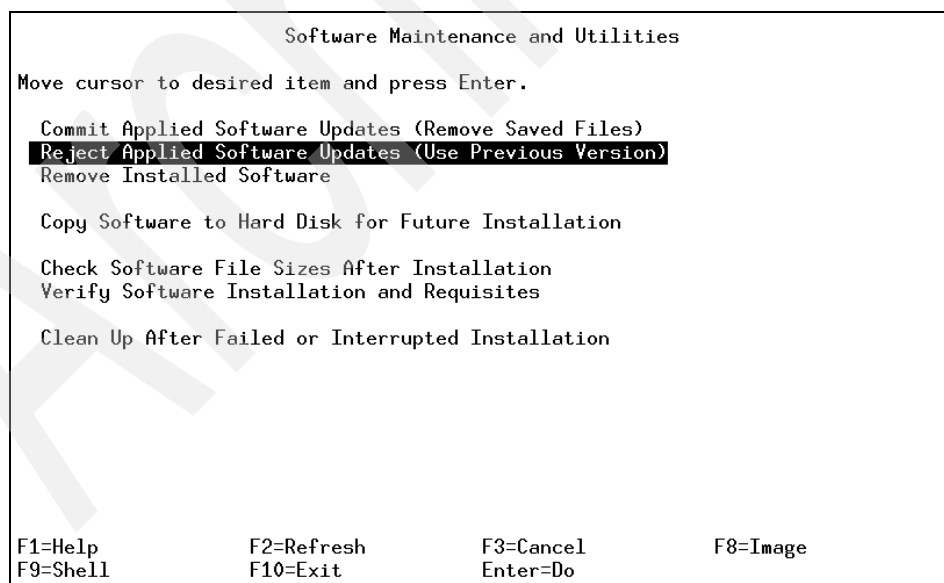 Software Maintenance and Utilities
Move cursor to desired item and press Enter.
Commit Applied Software Updates (Remove Saved Files)
Reject Applied Software Updates (Use Previous Version)
Remove Installed Software
Copy Software to Hard Disk for Future Installation
Check Software File Sizes After Installation
Verify Software Installation and Requisites
Clean Up After Failed or Interrupted Installation
F1=Help F2=Refresh F3=Cancel F8=Image
F9=Shell F10=Exit Enter=Do